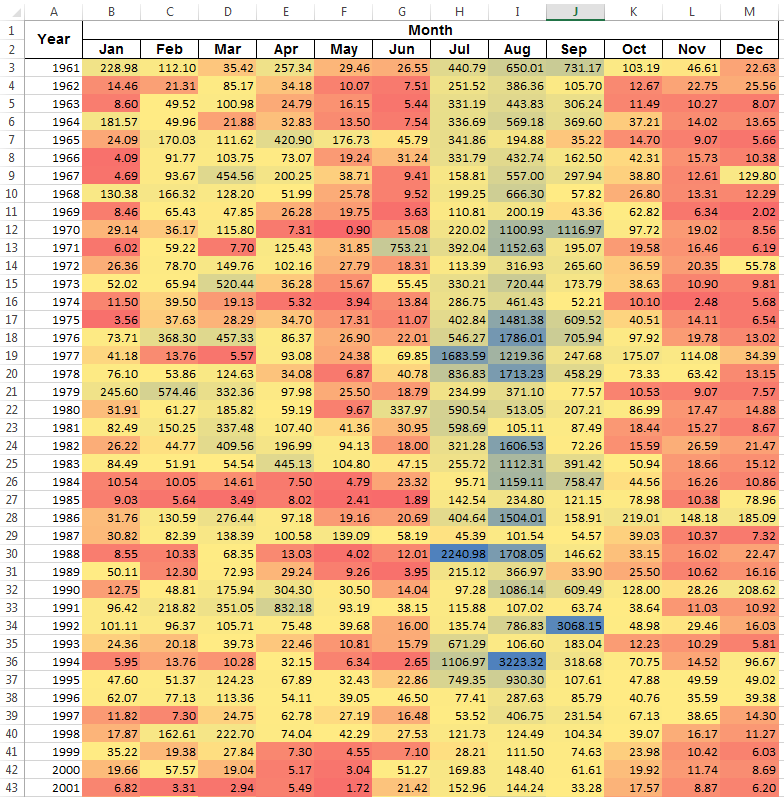 A B C D E F G H I J K L M
1 Year Month
2 Jan Feb Mar Apr May Jun Jul Aug Sep Oct Nov Dec
3 1961 228.98 112.10 35.42 257.34 29.46 26.55 440.79 650.01 731.17 103.19 46.61 22.63
4 1962 14.46 21.31 85.17 34.18 10.07 7.51 251.52 386.36 105.70 12.67 22.75 25.56
5 1963 8.60 49.52 100.98 24.79 16.15 5.44 331.19 443.83 306.24 11.49 10.27 8.07
6 1964 181.57 49.96 21.88 32.83 13.50 7.54 336.69 569.18 369.60 37.21 14.02 13.65
7 1965 24.09 170.03 111.62 420.90 176.73 45.79 341.86 194.88 35.22 14.70 9.07 5.66
8 1966 4.09 91.77 103.75 73.07 19.24 31.24 331.79 432.74 162.50 42.31 15.73 10.38
9 1967 4.69 93.67 454.56 200.25 38.71 9.41 158.81 557.00 297.94 38.80 12.61 129.80
10 1968 130.38 166.32 128.20 51.99 25.78 9.52 199.25 666.30 57.82 26.80 13.31 12.29
11 1969 8.46 65.43 47.85 26.28 19.75 3.63 110.81 200.19 43.36 62.82 6.34 2.02
12 1970 29.14 36.17 115.80 7.31 0.90 15.08 220.02 1100.93 1116.97 97.72 19.02 8.56
13 1971 6.02 59.22 7.70 125.43 31.85 753.21 392.04 1152.63 195.07 19.58 16.46 6.19
14 1972 26.36 78.70 149.76 102.16 27.79 18.31 113.39 316.93 265.60 36.59 20.35 55.78
15 1973 52.02 65.94 520.44 36.28 15.67 55.45 330.21 720.44 173.79 38.63 10.90 9.81
16 1974 11.50 39.50 19.13 5.32 3.94 13.84 286.75 461.43 52.21 10.10 2.48 5.68
17 1975 3.56 37.63 28.29 34.70 17.31 11.07 402.84 1481.38 609.52 40.51 14.11 6.54
18 1976 73.71 368.30 457.33 86.37 26.90 22.01 546.27 1786.01 705.94 97.92 19.78 13.02
19 1977 41.18 13.76 5.57 93.08 24.38 69.85 1683.59 1219.36 247.68 175.07 114.08 34.39
20 1978 76.10 53.86 124.63 34.08 6.87 40.78 836.83 1713.23 458.29 73.33 63.42 13.15
21 1979 245.60 574.46 332.36 97.98 25.50 18.79 234.99 371.10 77.57 10.53 9.07 7.57
22 1980 31.91 61.27 185.82 59.19 9.67 337.97 590.54 513.05 207.21 86.99 17.47 14.88
23 1981 82.49 150.25 337.48 107.40 41.36 30.95 598.69 105.11 87.49 18.44 15.27 8.67
24 1982 26.22 44.77 409.56 196.99 94.13 18.00 321.28 1606.53 72.26 15.59 26.59 21.47
25 1983 84.49 51.91 54.54 445.13 104.80 47.15 255.72 1112.31 391.42 50.94 18.66 15.12
26 1984 10.54 10.05 14.61 7.50 4.79 23.32 95.71 1159.11 758.47 44.56 16.26 10.86
27 1985 9.03 5.64 3.49 8.02 2.41 1.89 142.54 234.80 121.15 78.98 10.38 78.96
28 1986 31.76 130.59 276.44 97.18 19.16 20.69 404.64 1504.01 158.91 219.01 148.18 185.09
29 1987 30.82 82.39 138.39 100.58 139.09 58.19 45.39 101.54 54.57 39.03 10.37 7.32
30 1988 8.55 10.33 68.35 13.03 4.02 12.01 2240.98 1708.05 146.62 33.15 16.02 22.47
31 1989 50.11 12.30 72.93 29.24 9.26 3.95 215.12 366.97 33.90 25.50 10.62 16.16
32 1990 12.75 48.81 175.94 304.30 30.50 14.04 97.28 1086.14 609.49 128.00 28.26 208.62
33 1991 96.42 218.82 351.05 832.18 93.19 38.15 115.88 107.02 63.74 38.64 11.03 10.92
34 1992 101.11 96.37 105.71 75.48 39.68 16.00 135.74 786.83 3068.15 48.98 29.46 16.03
35 1993 24.36 20.18 39.73 22.46 10.81 15.79 671.29 106.60 183.04 12.23 10.29 5.81
36 1994 5.95 13.76 10.28 32.15 6.34 2.65 1106.97 3223.32 318.68 70.75 14.52 96.67
37 1995 47.60 51.37 124.23 67.89 32.43 22.86 749.35 930.30 107.61 47.88 49.59 49.02
38 1996 62.07 77.13 113.36 54.11 39.05 46.50 77.41 287.63 85.79 40.76 35.59 39.38
39 1997 11.82 7.30 24.75 62.78 27.19 16.48 53.52 406.75 231.54 67.13 38.65 14.30
40 1998 17.87 162.61 222.70 74.04 42.29 27.53 121.73 124.49 104.34 39.07 16.17 11.27
41 1999 35.22 19.38 27.84 7.30 4.55 7.10 28.21 111.50 74.63 23.98 10.42 6.03
42 2000 19.66 57.57 19.04 5.17 3.04 51.27 169.83 148.40 61.61 19.92 11.74 8.69
43 2001 6.82 3.31 2.94 5.49 1.72 21.42 152.96 144.24 33.28 17.57 8.87 6.20